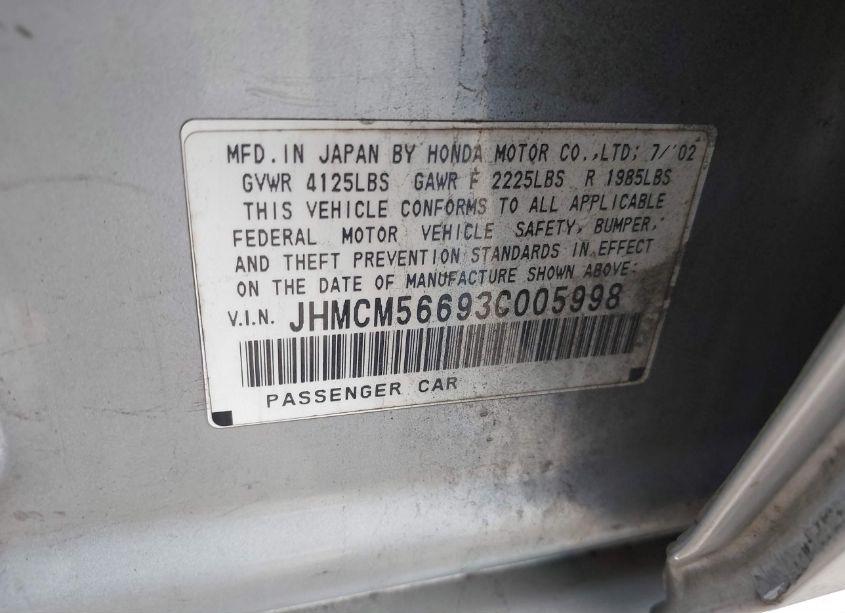 MFD. IN JAPAN BY HONDA MOTOR CO., LTD; 7/'02
GVWR 4125LBS GAWR F 2225LBS R 1985LBS
THIS VEHICLE CONFORMS TO ALL APPLICABLE
FEDERAL MOTOR VEHICLE SAFETY, BUMPER,
AND THEFT PREVENTION STANDARDS IN EFFECT
ON THE DATE OF MANUFACTURE SHOWN ABOVE:
V.I.N. JHMCM56693C005998
PASSENGER CAR